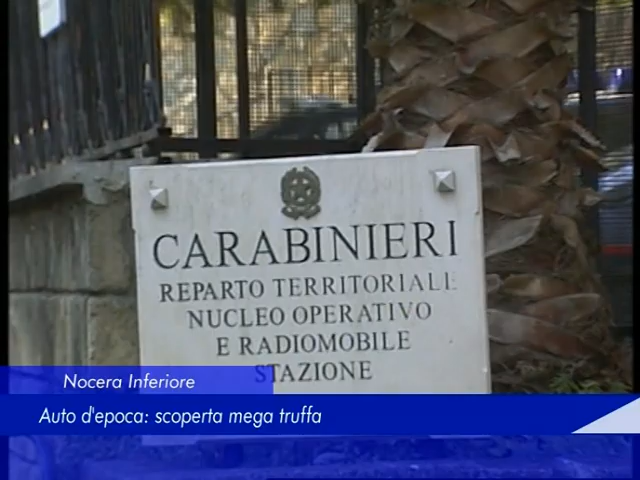 CARABINIERI
REPARTO TERRITORIALE
NUCLEO OPERATIVO
E RADIOMOBILE
STAZIONE
Nocera Inferiore
Auto d'epoca: scoperta mega truffa